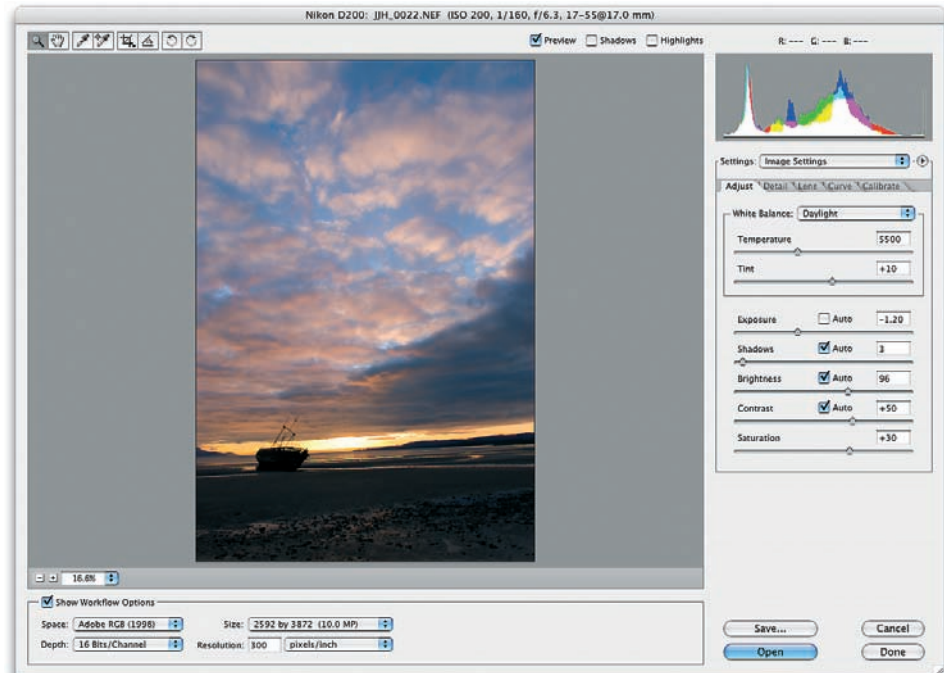 Nikon D200: JJH_0022.NEF (ISO 200, 1/160, f/6.3, 17-55@17.0 mm)
Preview Shadows Highlights R: --- G: --- B: ---
Settings: Image Settings
Adjust Detail Lens Curve Calibrate
White Balance: Daylight
Temperature 5500
Tint +10
Exposure Auto -1.20
Shadows Auto 3
Brightness Auto 96
Contrast Auto +50
Saturation +30
16.6%
Show Workflow Options
Space: Adobe RGB (1998) Size: 2592 by 3872 (10.0 MP)
Depth: 16 Bits/Channel Resolution: 300 pixels/inch
Save... Cancel
Open Done